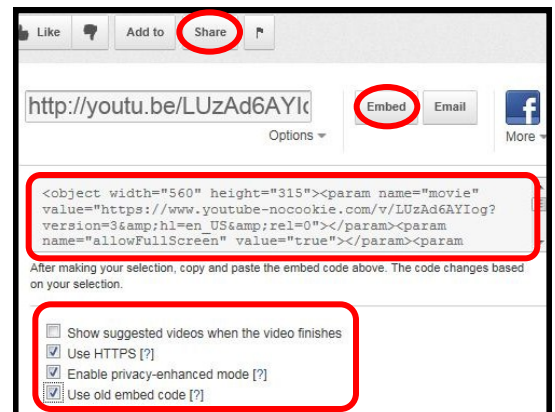 Like Add to Share
http://youtu.be/LUzAd6AYIo
Embed Email
Options
More
<object width="560" height="315"><param name="movie"
value="https://www.youtube-nocookie.com/v/LUzAd6AYIog?
version=3&amp;hl=en_US&amp;rel=0"></param><param
name="allowFullScreen" value="true"></param><param
After making your selection, copy and paste the embed code above. The code changes based
on your selection.
Show suggested videos when the video finishes
Use HTTPS [?]
Enable privacy-enhanced mode [?]
Use old embed code [?]